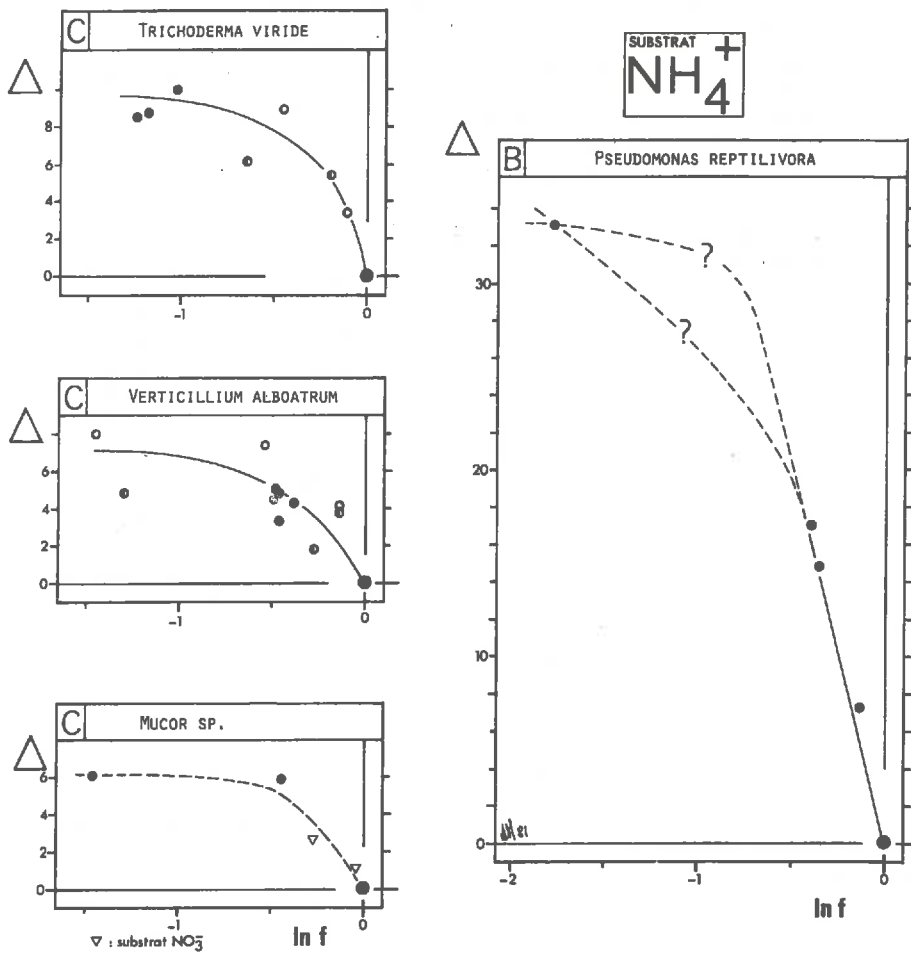 C TRICHODERMA VIRIDE
△
8
6
4
2
0
-1 0
C VERTICILLIUM ALBOATRUM
△
6
4
2
0
-1 0
C MUCOR SP.
△
6
4
2
0
-1 0
▽ : substrat NO₃⁻ ln f
SUBSTRAT
NH₄⁺
△
B PSEUDOMONAS REPTILIVORA
30
20
10
0
? ?
-2 -1 0
ln f